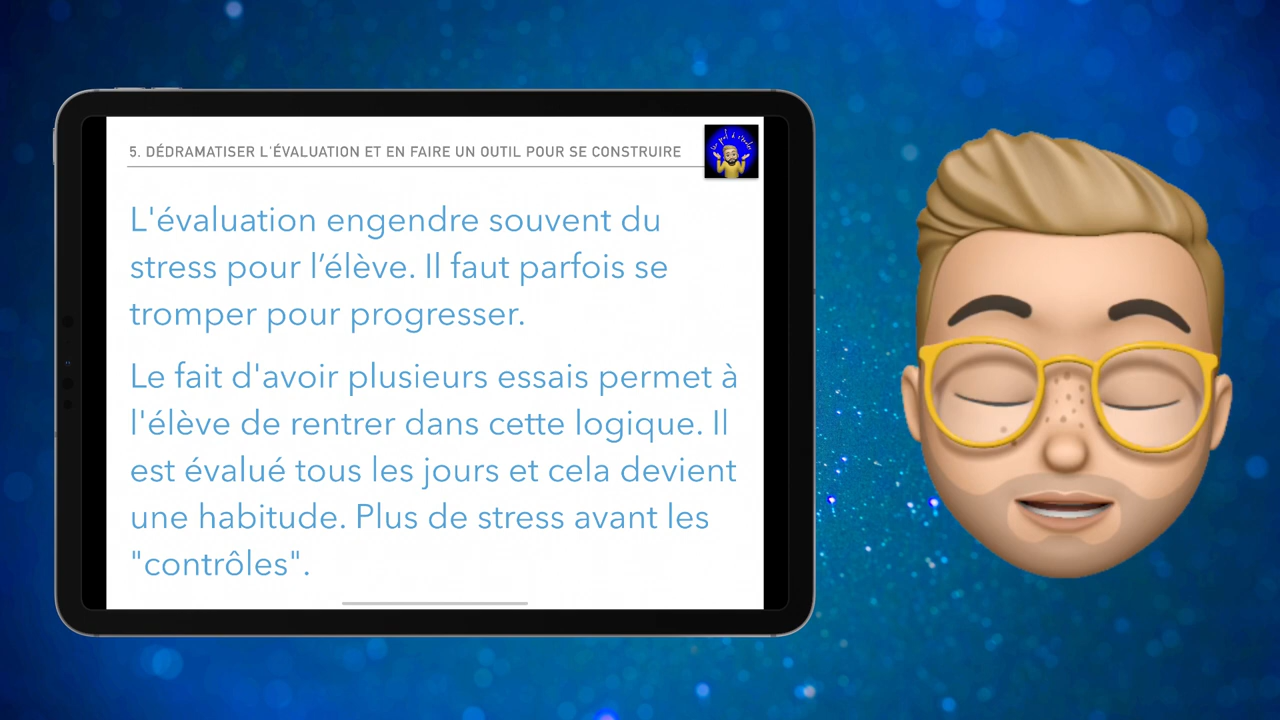 5. DÉDRAMATISER L'ÉVALUATION ET EN FAIRE UN OUTIL POUR SE CONSTRUIRE
L'évaluation engendre souvent du
stress pour l’élève. Il faut parfois se
tromper pour progresser.
Le fait d'avoir plusieurs essais permet à
l'élève de rentrer dans cette logique. Il
est évalué tous les jours et cela devient
une habitude. Plus de stress avant les
"contrôles".